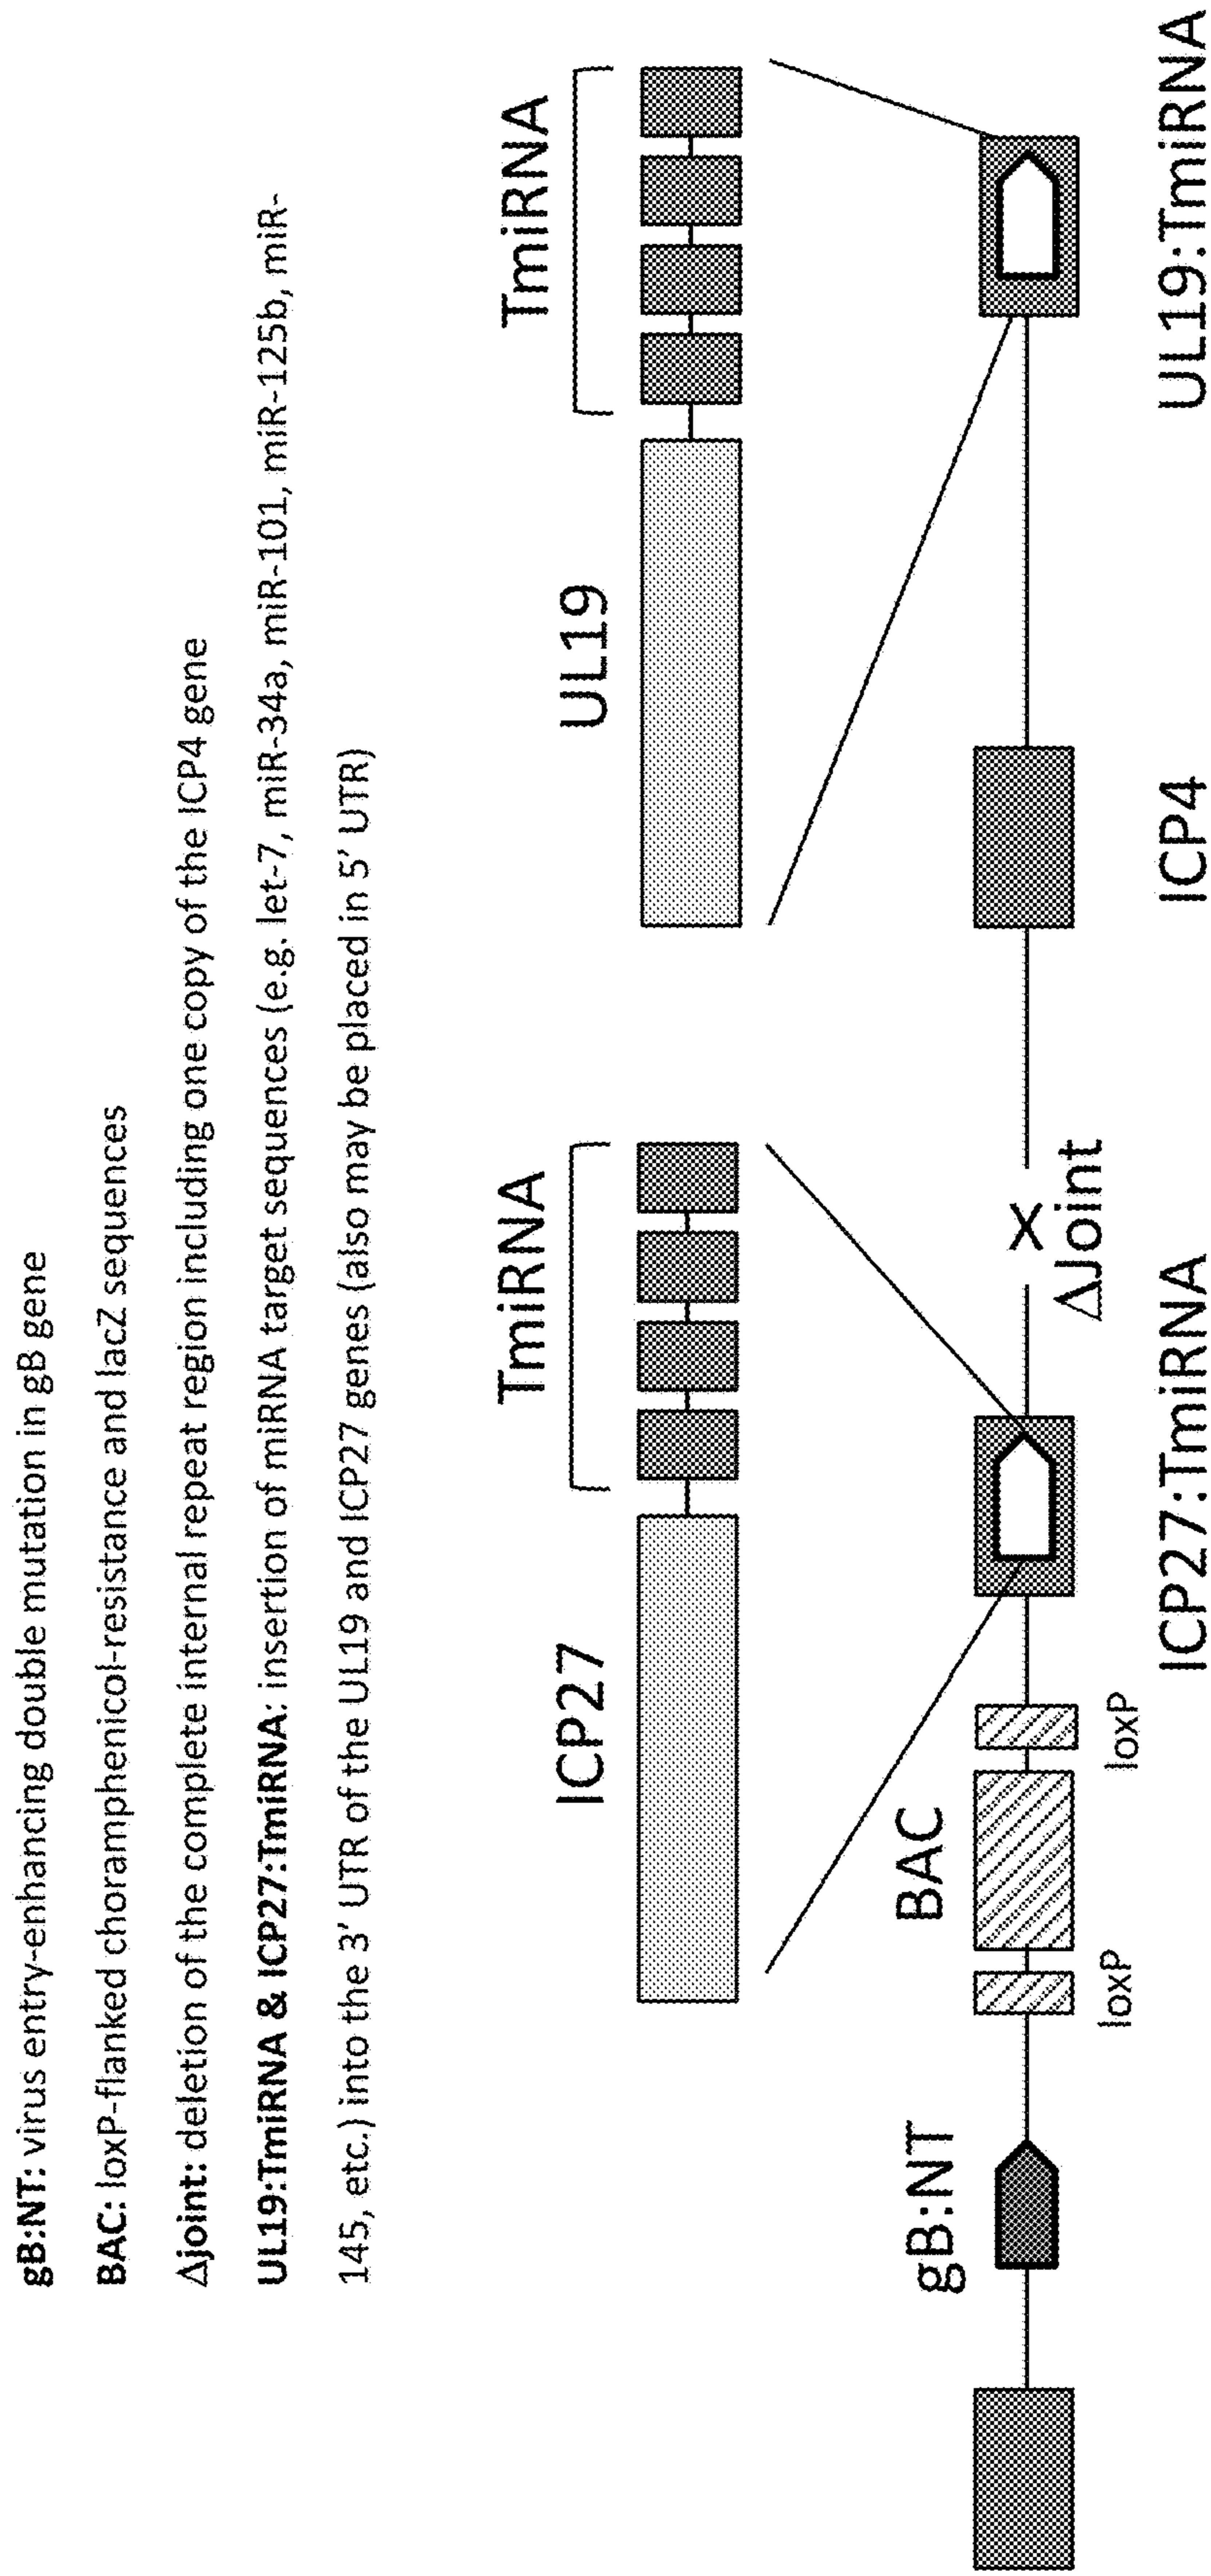 gB:NT: virus entry-enhancing double mutation in gB gene
BAC: loxP-flanked choramphenicol-resistance and lacZ sequences
Δjoint: deletion of the complete internal repeat region including one copy of the ICP4 gene
UL19:TmiRNA & ICP27:TmiRNA: insertion of miRNA target sequences (e.g. let-7, miR-34a, miR-101, miR-125b, miR-
145, etc.) into the 3' UTR of the UL19 and ICP27 genes (also may be placed in 5' UTR)
TmiRNA
TmiRNA
ICP27
UL19
gB:NT
BAC
loxP
loxP
X
ΔJoint
ICP27:TmiRNA
ICP4
UL19:TmiRNA